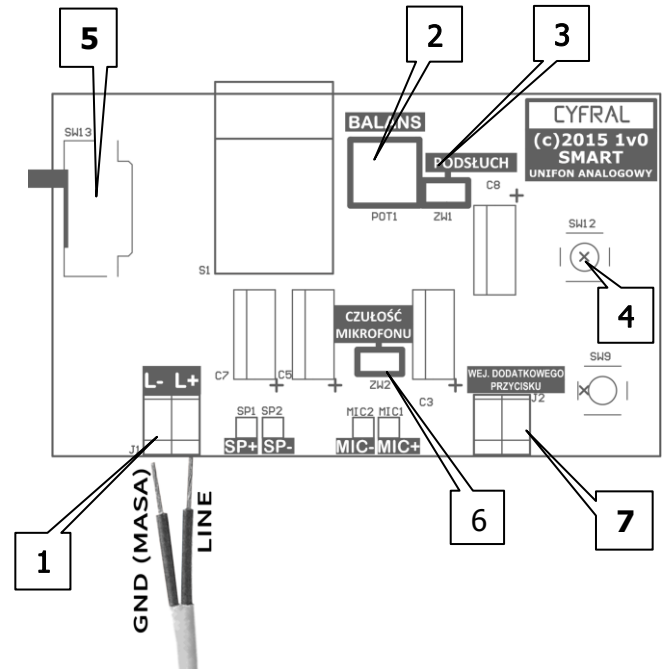 5
2
3
SW13
BALANS
PODSŁUCH
POT1
ZW1
C8
CYFRAL
(c)2015 1v0
SMART
UNIFON ANALOGOWY
SW12
4
S1
CZUŁOŚĆ
MIKROFONU
ZW2
C7
C5
C3
L- L+
J1
SP1 SP2
SP+ SP-
MIC2 MIC1
MIC- MIC+
WEJ. DODATKOWEGO
PRZYCISKU
J2
SW9
1
GND (MASA)
LINE
6
7